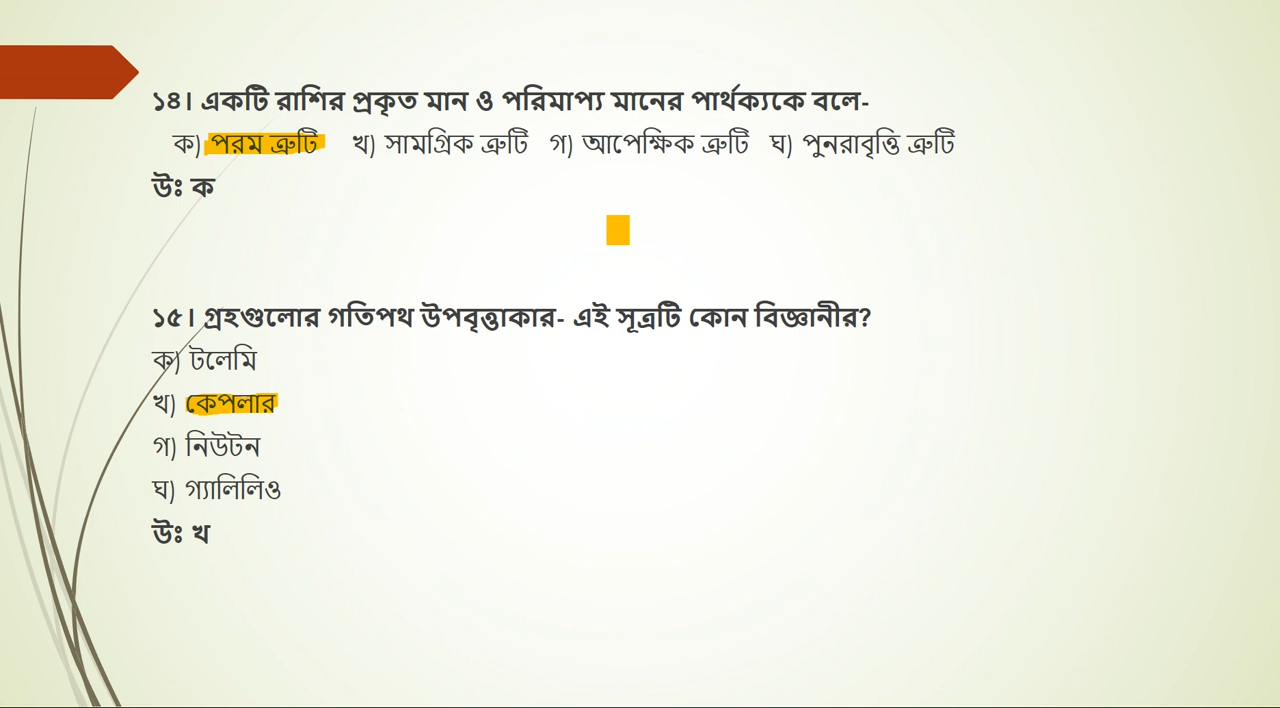 ১৪। একটি রাশির প্রকৃত মান ও পরিমাপ্য মানের পার্থক্যকে বলে-
ক) পরম ত্রুটি খ) সামগ্রিক ত্রুটি গ) আপেক্ষিক ত্রুটি ঘ) পুনরাবৃত্তি ত্রুটি
উঃ ক
১৫। গ্রহগুলোর গতিপথ উপবৃত্তাকার- এই সূত্রটি কোন বিজ্ঞানীর?
ক) টলেমি
খ) কেপলার
গ) নিউটন
ঘ) গ্যালিলিও
উঃ খ